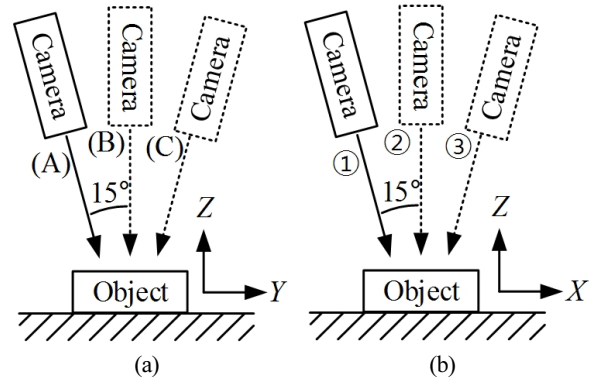 Camera Camera Camera
(A) (B) (C)
15°
Z
Object
Y
(a)
Camera Camera Camera
① ② ③
15°
Z
Object
X
(b)